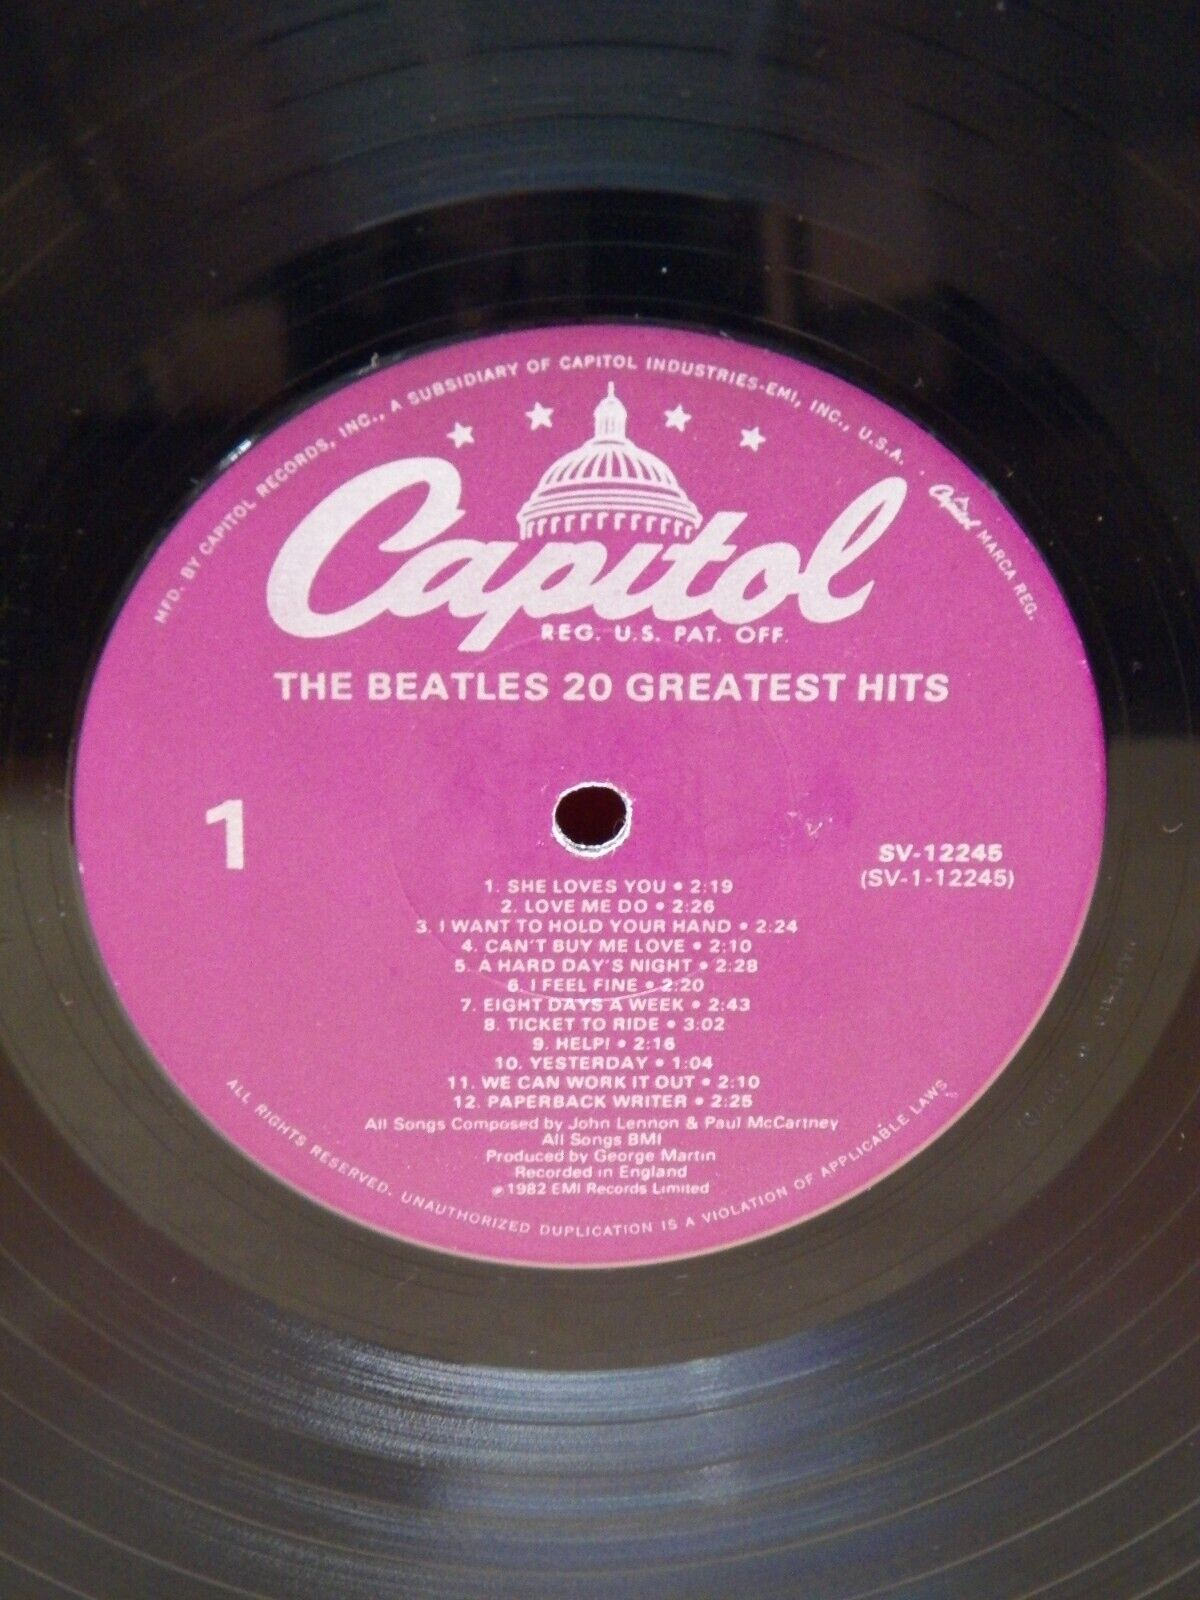 MFD. BY CAPITOL RECORDS, INC., A SUBSIDIARY OF CAPITOL INDUSTRIES-EMI, INC., U.S.A. . Capitol MARCA REG.
Capitol
REG. U.S. PAT. OFF.
THE BEATLES 20 GREATEST HITS
1
SV-12245
(SV-1-12245)
1. SHE LOVES YOU • 2:19
2. LOVE ME DO • 2:26
3. I WANT TO HOLD YOUR HAND • 2:24
4. CAN'T BUY ME LOVE • 2:10
5. A HARD DAY'S NIGHT • 2:28
6. I FEEL FINE • 2:20
7. EIGHT DAYS A WEEK • 2:43
8. TICKET TO RIDE • 3:02
9. HELP! • 2:16
10. YESTERDAY • 1:04
11. WE CAN WORK IT OUT • 2:10
12. PAPERBACK WRITER • 2:25
All Songs Composed by John Lennon & Paul McCartney
All Songs BMI
Produced by George Martin
Recorded in England
℗ 1982 EMI Records Limited
ALL RIGHTS RESERVED. UNAUTHORIZED DUPLICATION IS A VIOLATION OF APPLICABLE LAWS